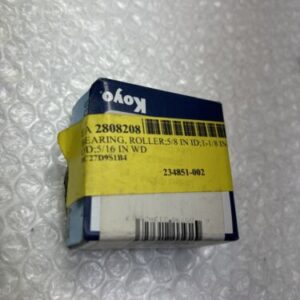 Koyo
2808208
BEARING, ROLLER;5/8 IN ID;1-1/8 IN
OD;5/16 IN WD
234851-002